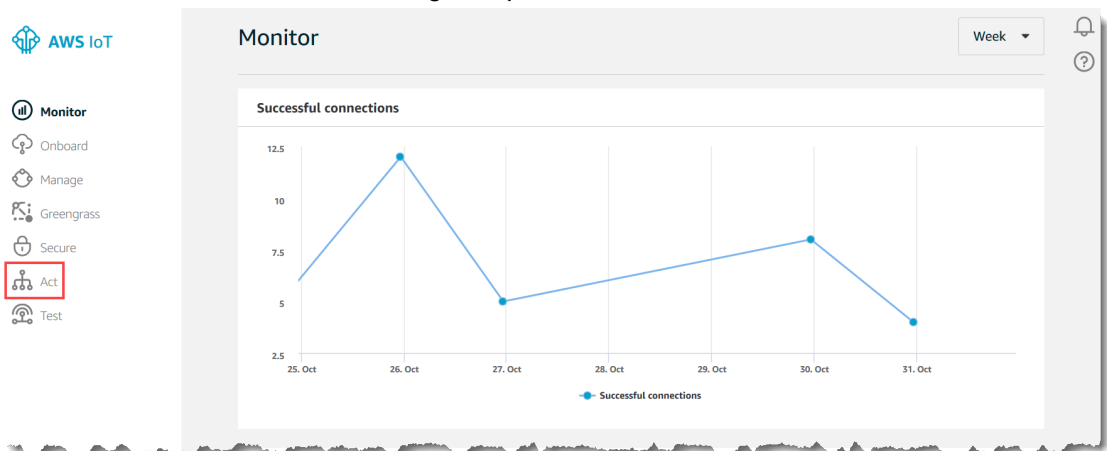 AWS IoT
Monitor
Onboard
Manage
Greengrass
Secure
Act
Test
Monitor
Week
Successful connections
12.5
10
7.5
5
2.5
25. Oct 26. Oct 27. Oct 28. Oct 29. Oct 30. Oct 31. Oct
Successful connections
?